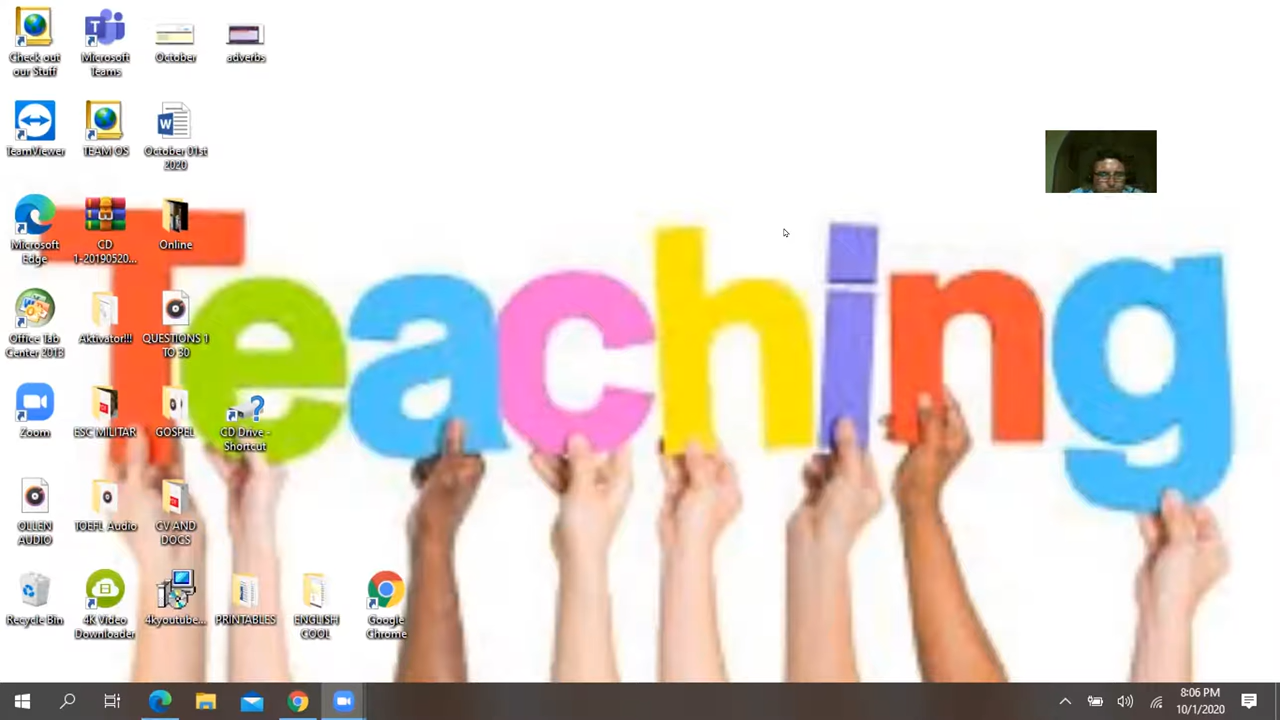 Check out
our Stuff
Microsoft
Teams
October
adverbs
TeamViewer
TEAM OS
October 01st
2020
Microsoft
Edge
CD
1-20190520...
Online
Office Tab
Center 2013
Aktivator!!!
QUESTIONS 1
TO 30
Zoom
ESC MILITAR
GOSPEL
CD Drive -
Shortcut
OLLEN
AUDIO
TOEFL Audio
CV AND
DOCS
Recycle Bin
4K Video
Downloader
4kyoutube...
PRINTABLES
ENGLISH
COOL
Google
Chrome
Teaching
8:06 PM
10/1/2020